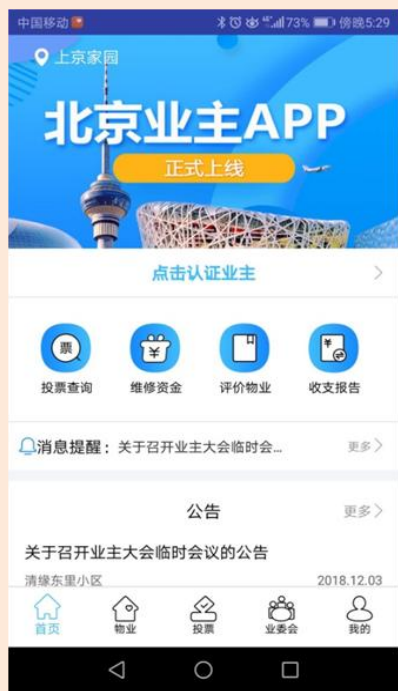 中国移动 73% 傍晚5:29
上京家园
北京业主APP
正式上线
点击认证业主
票 ¥ ¥
投票查询 维修资金 评价物业 收支报告
消息提醒：关于召开业主大会临时会... 更多
公告 更多
关于召开业主大会临时会议的公告
清缘东里小区 2018.12.03
首页 物业 投票 业委会 我的